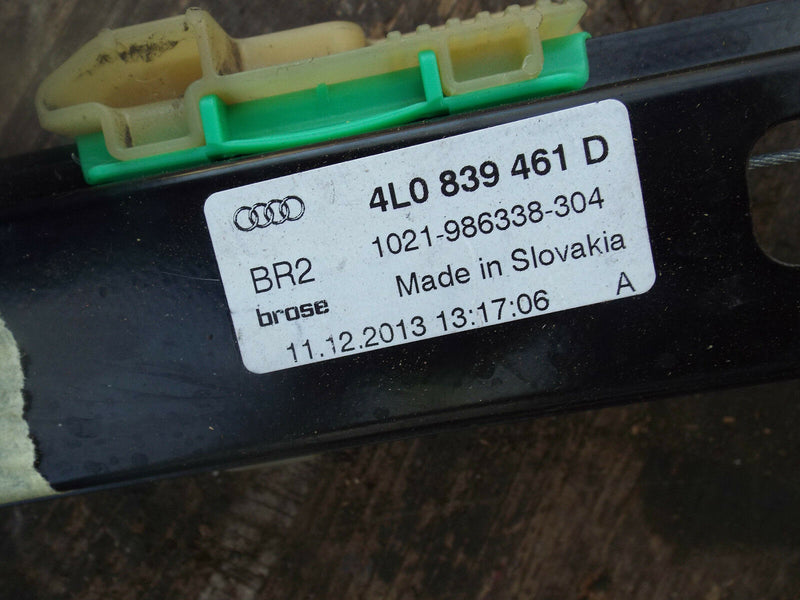 4L0 839 461 D
1021-986338-304
BR2
Made in Slovakia
brose
11.12.2013 13:17:06
A